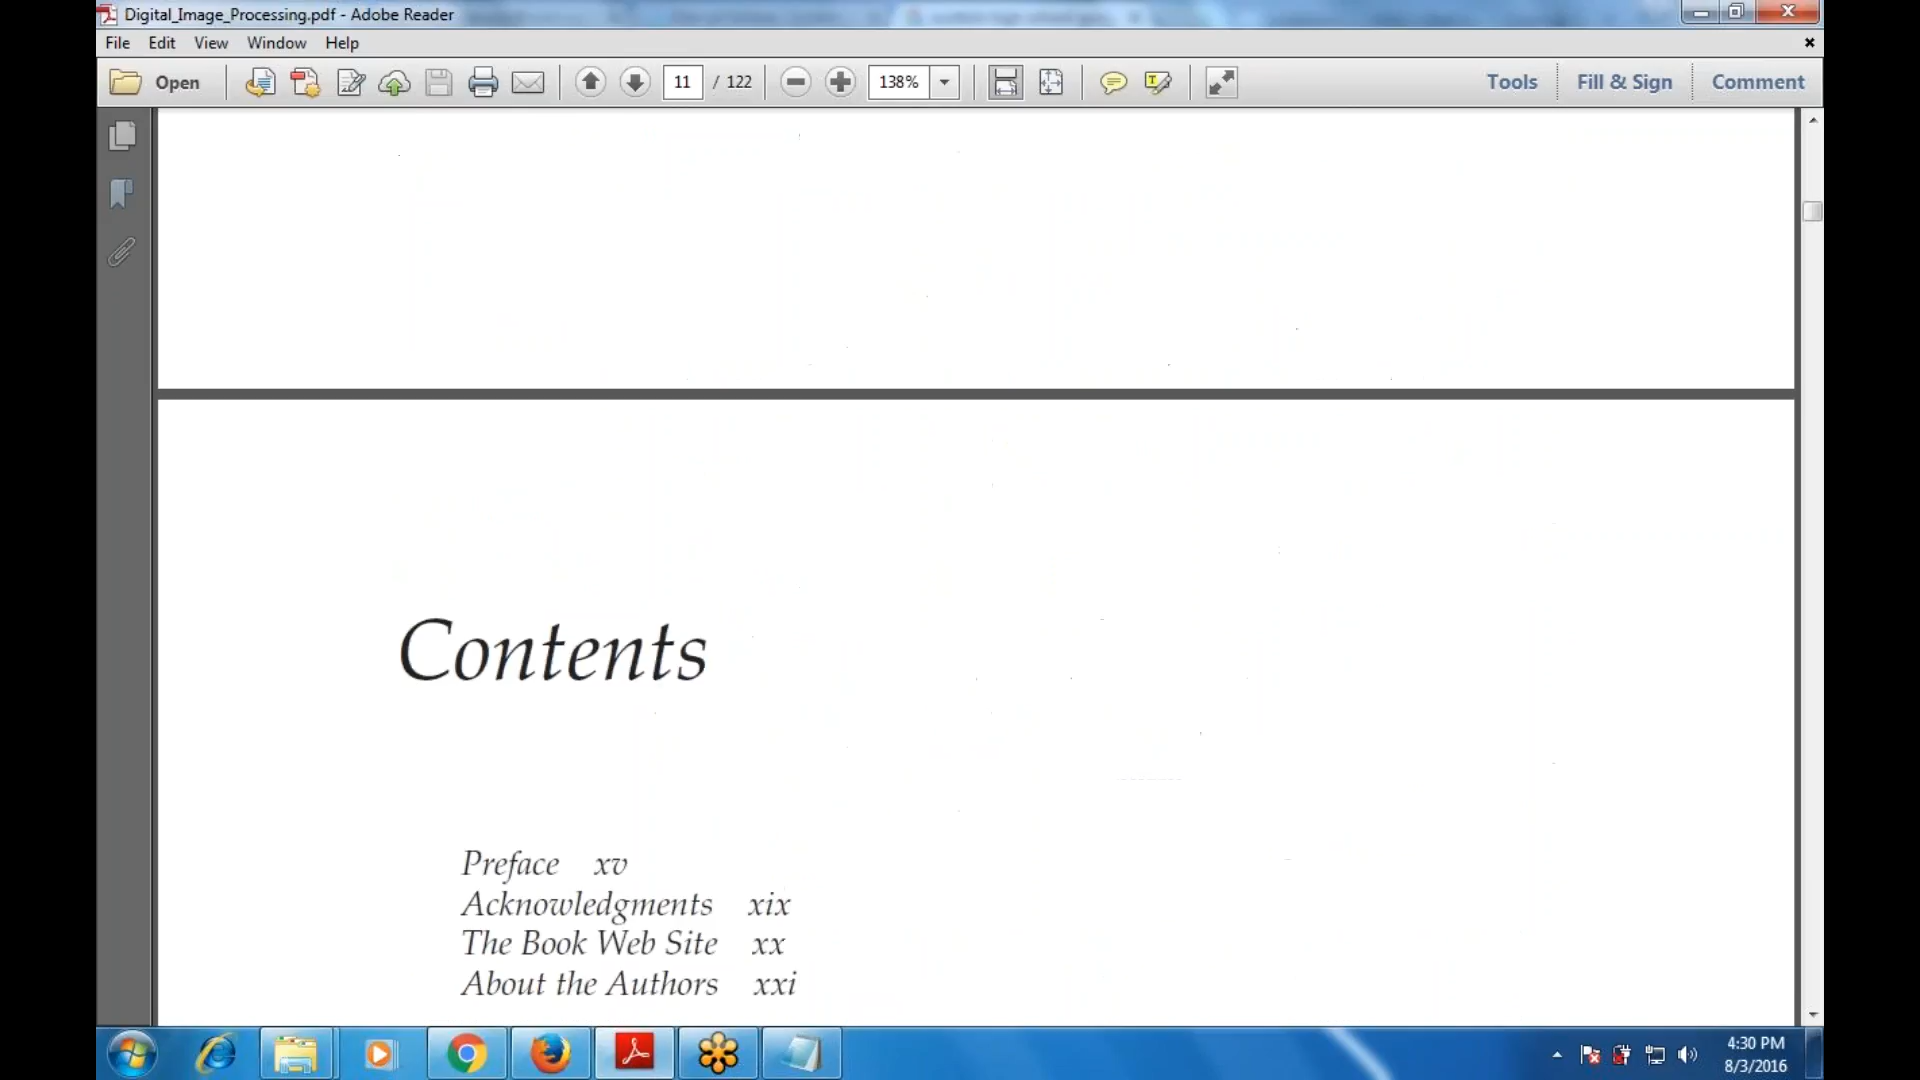 Digital_Image_Processing.pdf - Adobe Reader
File Edit View Window Help
Open 11 / 122 138% Tools Fill & Sign Comment
Contents
Preface xv
Acknowledgments xix
The Book Web Site xx
About the Authors xxi
4:30 PM
8/3/2016